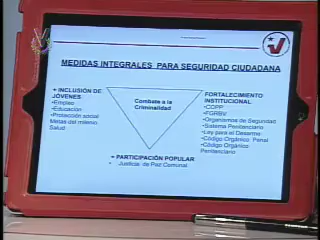 MEDIDAS INTEGRALES PARA SEGURIDAD CIUDADANA
+ INCLUSIÓN DE
JÓVENES
•Empleo
•Educación
•Protección social
Metas del milenio
Salud
Combate a la
Criminalidad
FORTALECIMIENTO
INSTITUCIONAL
•COPP
•FGRBV
•Organismos de Seguridad
•Sistema Penitenciario
•Ley para el Desarme
•Código Orgánico Penal
•Código Orgánico
Penitenciario
+ PARTICIPACIÓN POPULAR
• Justicia de Paz Comunal.